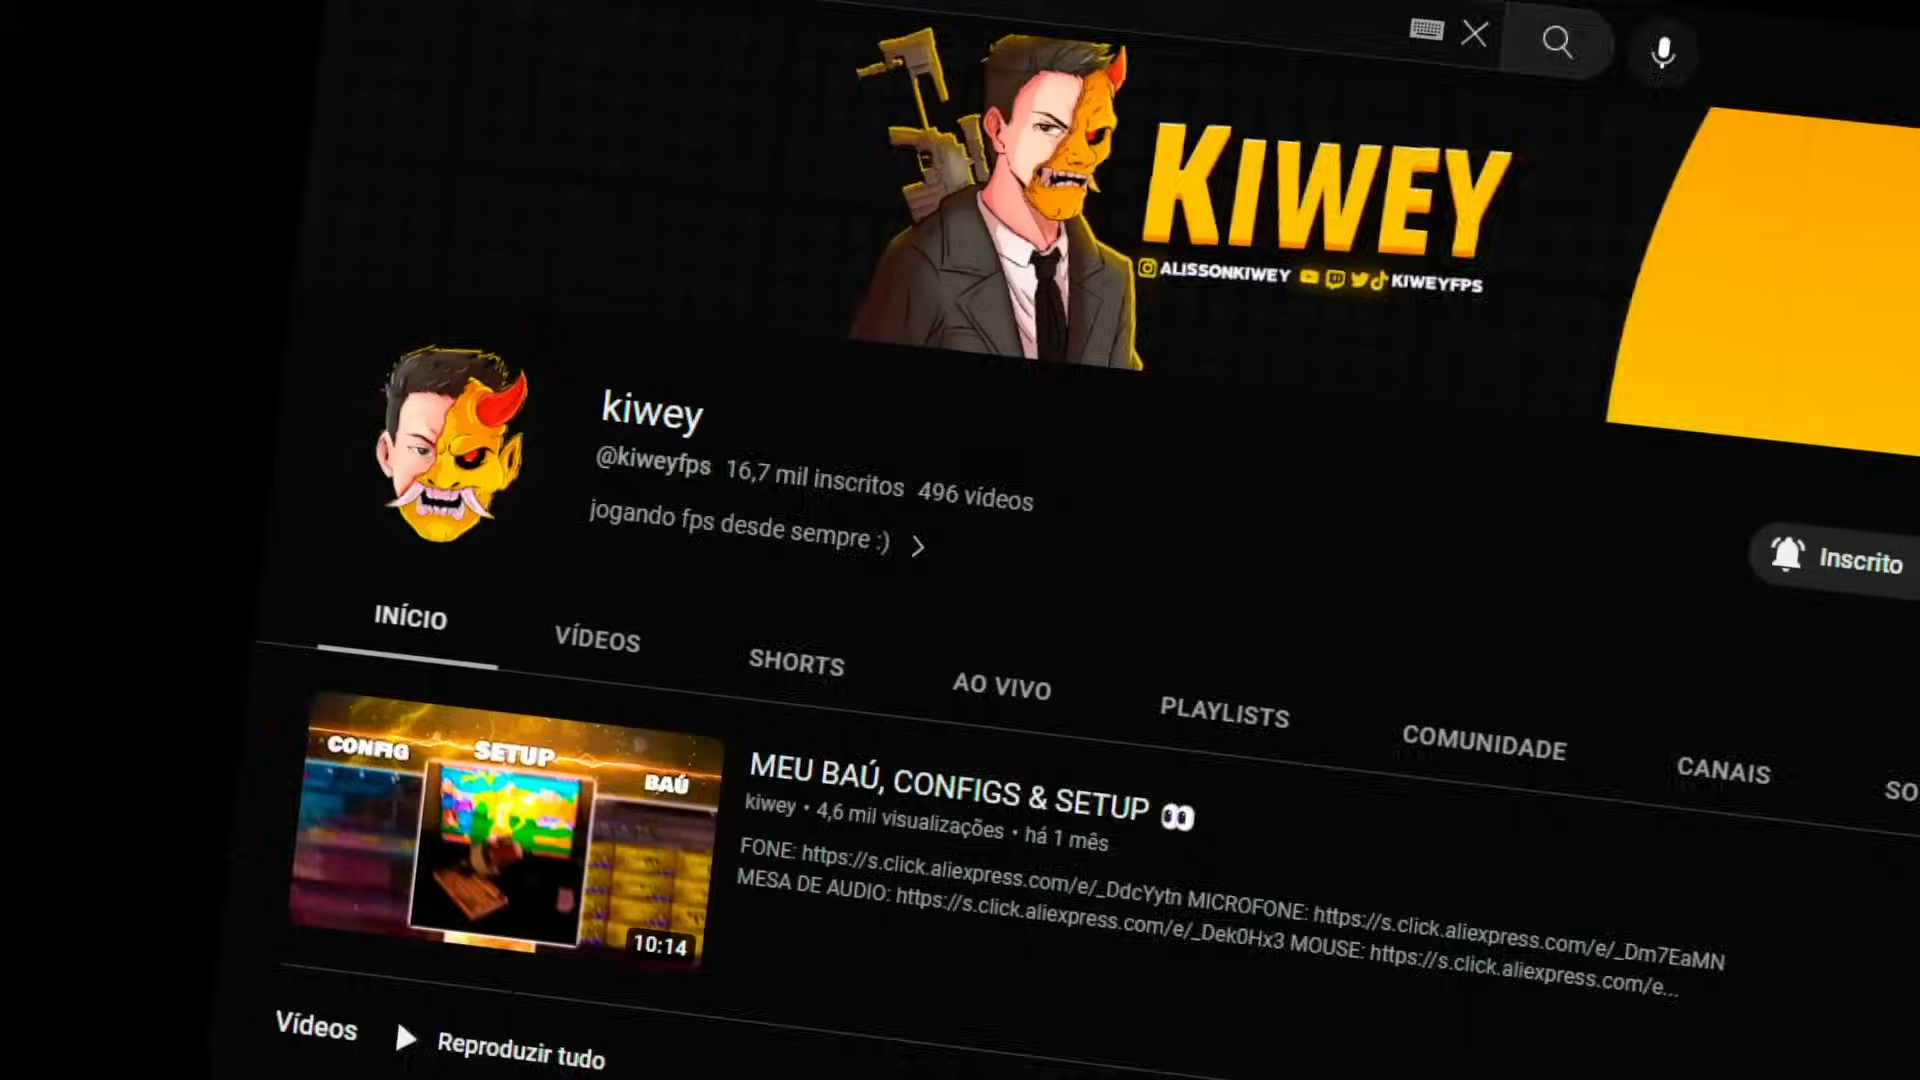 KIWEY
ALISSONKIWEY KIWEYFPS
kiwey
@kiweyfps 16,7 mil inscritos 496 vídeos
jogando fps desde sempre :)
Inscrito
INÍCIO VÍDEOS SHORTS AO VIVO PLAYLISTS COMUNIDADE CANAIS SO
CONFIG SETUP BAÚ
10:14
MEU BAÚ, CONFIGS & SETUP 👀
kiwey • 4,6 mil visualizações • há 1 mês
FONE: https://s.click.aliexpress.com/e/_DdcYytn MICROFONE: https://s.click.aliexpress.com/e/_Dm7EaMN
MESA DE AUDIO: https://s.click.aliexpress.com/e/_Dek0Hx3 MOUSE: https://s.click.aliexpress.com/e...
Vídeos Reproduzir tudo